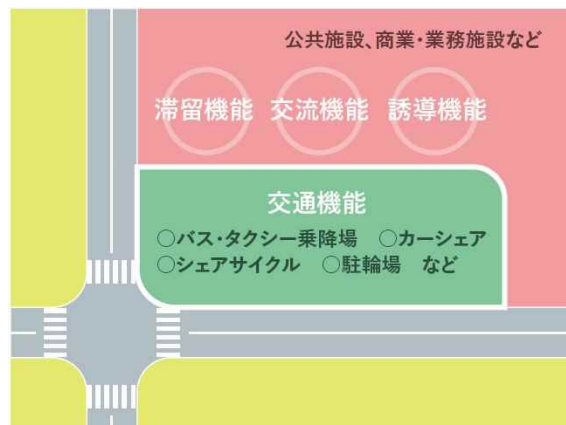 公共施設、商業・業務施設など
滞留機能 交流機能 誘導機能
交通機能
○バス・タクシー乗降場 ○カーシェア
○シェアサイクル ○駐輪場 など